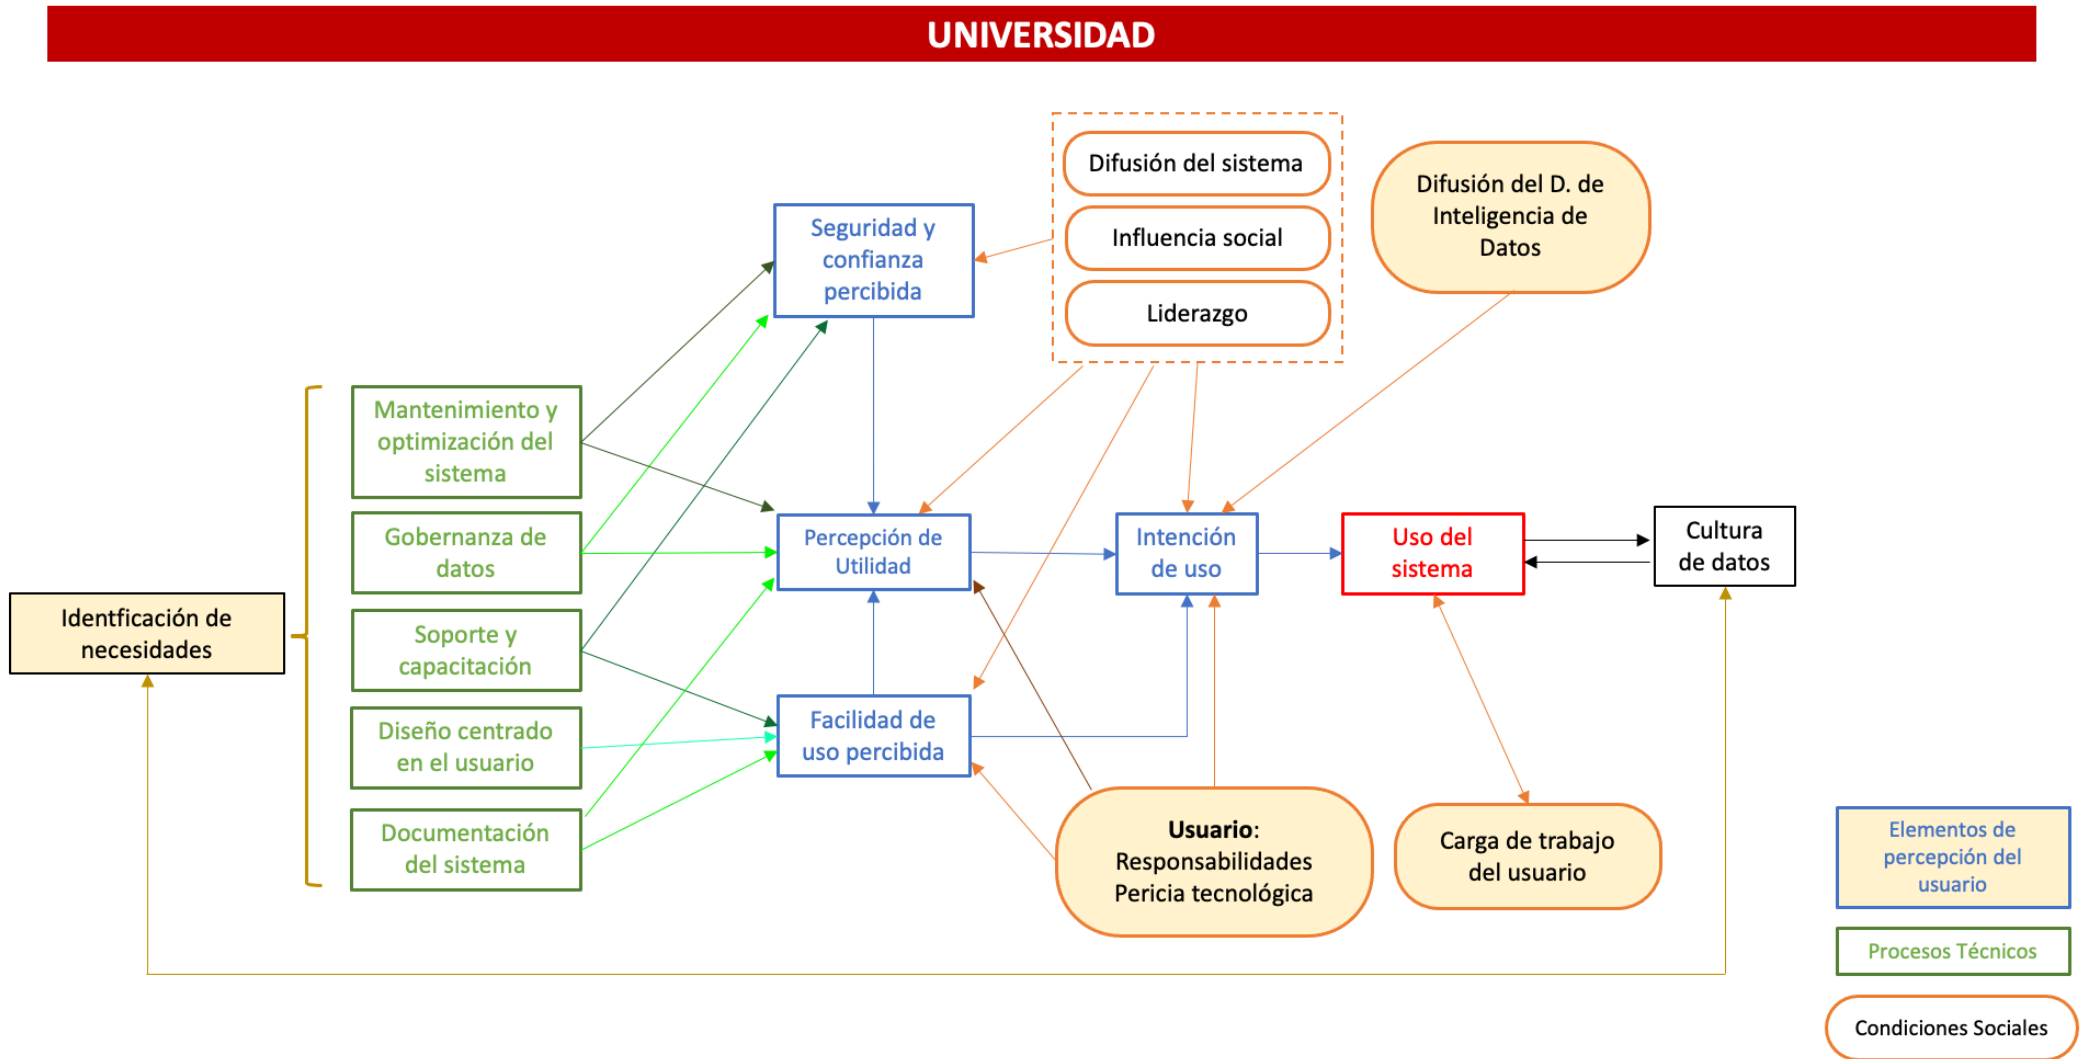 UNIVERSIDAD
Difusión del sistema
Influencia social
Liderazgo
Difusión del D. de
Inteligencia de
Datos
Seguridad y
confianza
percibida
Mantenimiento y
optimización del
sistema
Gobernanza de
datos
Soporte y
capacitación
Diseño centrado
en el usuario
Documentación
del sistema
Identficación de
necesidades
Percepción de
Utilidad
Intención
de uso
Uso del
sistema
Cultura
de datos
Facilidad de
uso percibida
Usuario:
Responsabilidades
Pericia tecnológica
Carga de trabajo
del usuario
Elementos de
percepción del
usuario
Procesos Técnicos
Condiciones Sociales